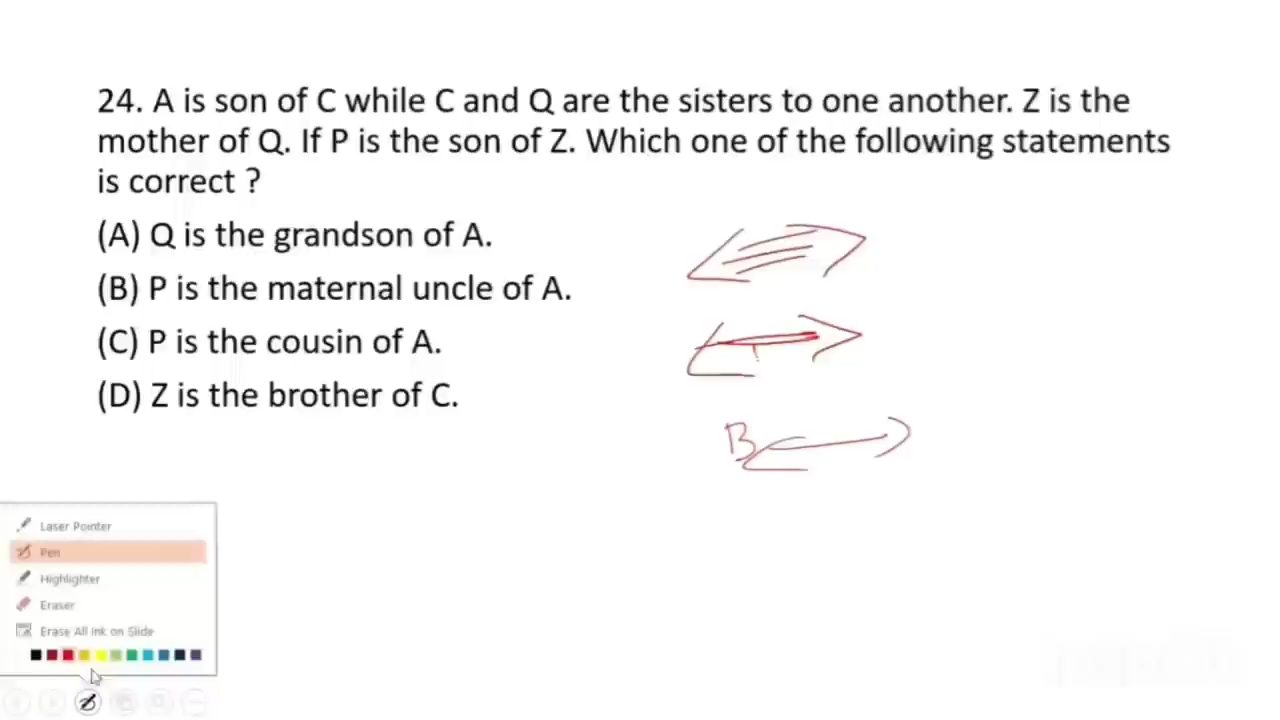 24. A is son of C while C and Q are the sisters to one another. Z is the
mother of Q. If P is the son of Z. Which one of the following statements
is correct ?
(A) Q is the grandson of A.
(B) P is the maternal uncle of A.
(C) P is the cousin of A.
(D) Z is the brother of C.
B
Laser Pointer
Pen
Highlighter
Eraser
Erase All Ink on Slide